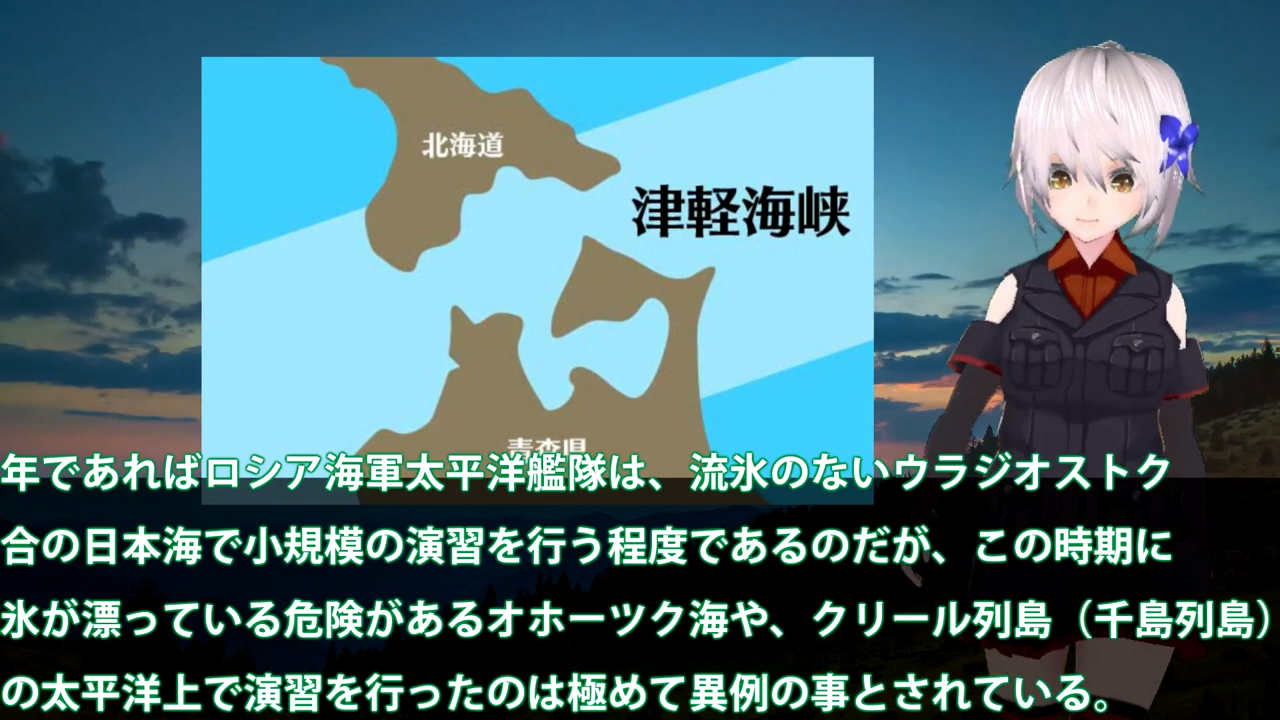 北海道
津軽海峡
青森県
年であればロシア海軍太平洋艦隊は、流氷のないウラジオストク
合の日本海で小規模の演習を行う程度であるのだが、この時期に
氷が漂っている危険があるオホーツク海や、クリール列島（千島列島）
の太平洋上で演習を行ったのは極めて異例の事とされている。